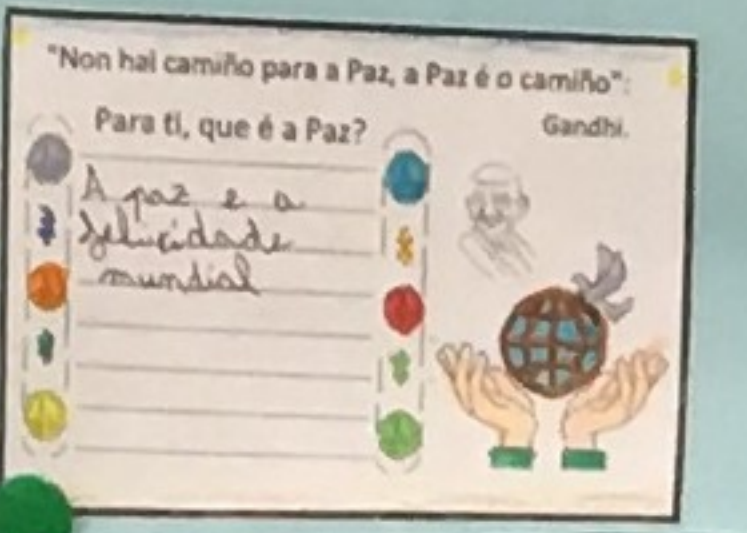 "Non hai camiño para a Paz, a Paz é o camiño":
Gandhi.
Para ti, que é a Paz?
A paz e a
felicidade
mundial